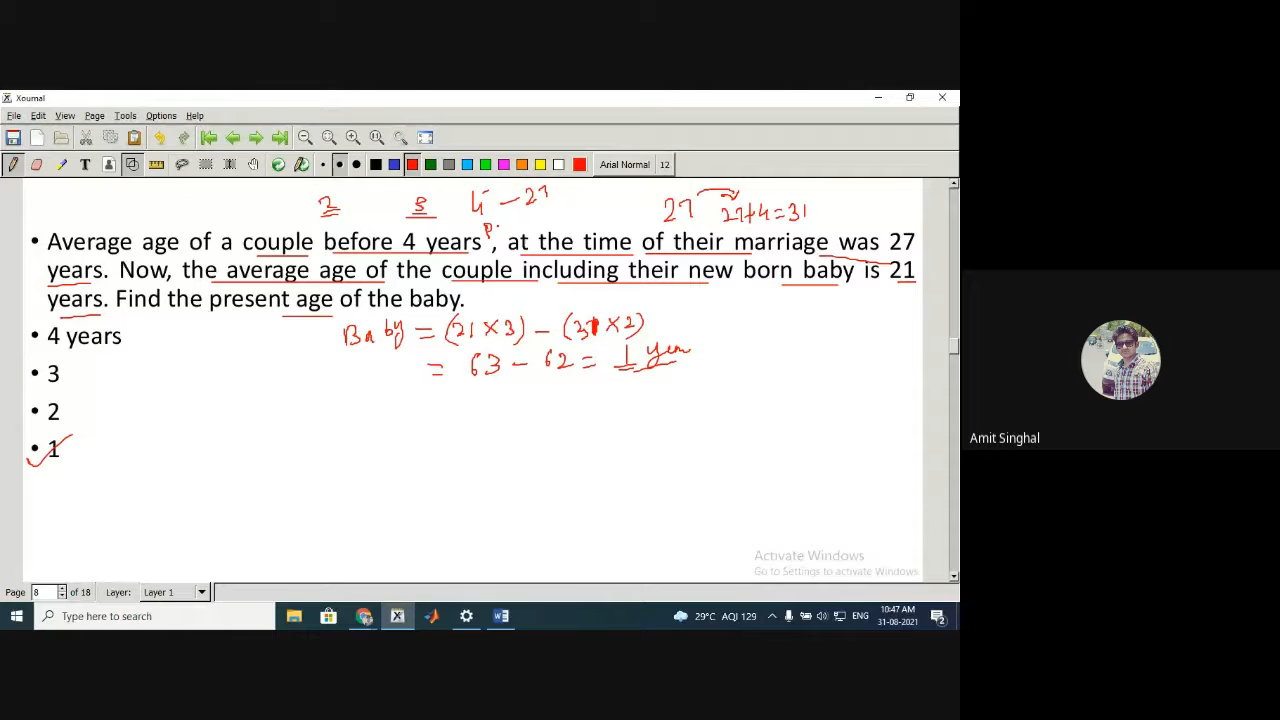 Xournal
File Edit View Page Tools Options Help
Arial Normal 12
2 3 4 - 27 27 27+4=31
p.
• Average age of a couple before 4 years, at the time of their marriage was 27
years. Now, the average age of the couple including their new born baby is 21
years. Find the present age of the baby.
• 4 years
Baby = (21×3) - (31×2)
= 63 - 62 = 1 year
• 3
• 2
• 1
Amit Singhal
Activate Windows
Go to Settings to activate Windows.
Page 8 of 18 Layer: Layer 1
Type here to search 29°C AQI 129 ENG 10:47 AM
31-08-2021
2